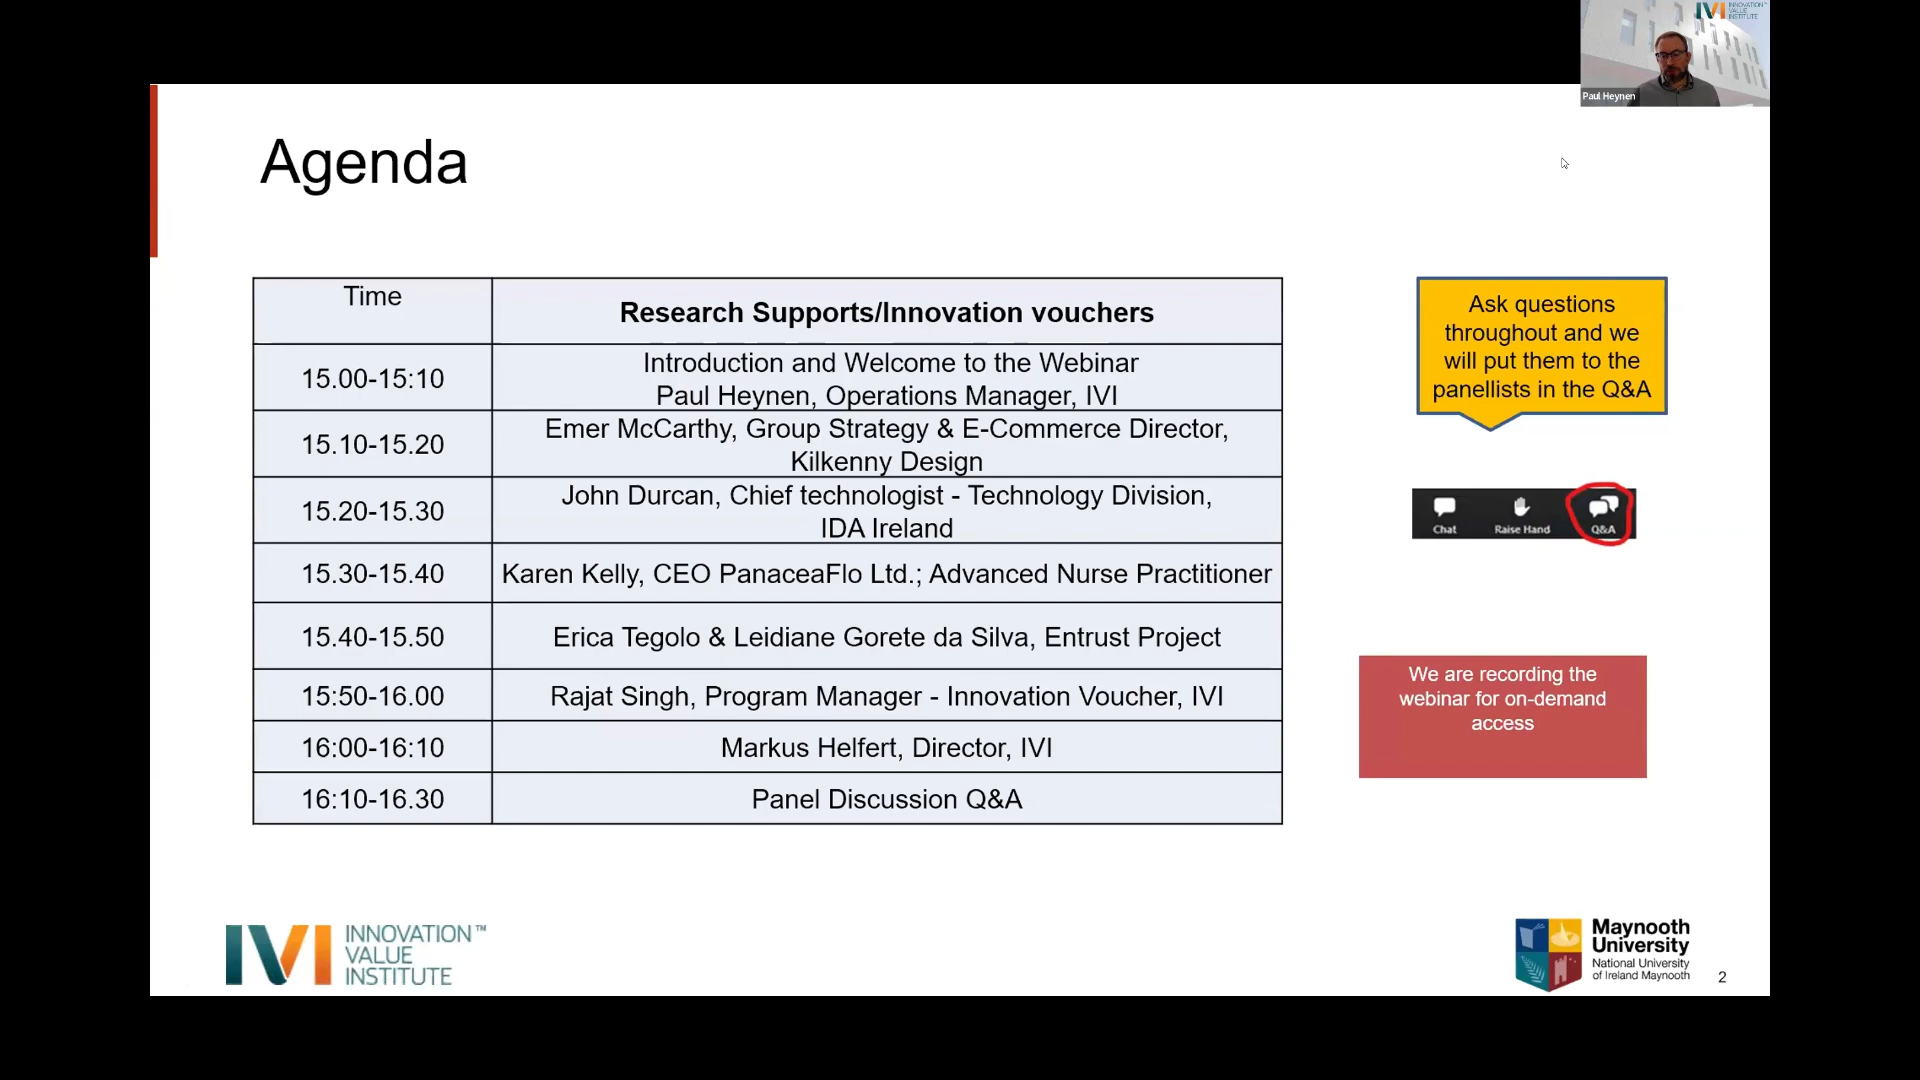 IVI INNOVATION
VALUE
INSTITUTE
Paul Heynen
Agenda
Time
Research Supports/Innovation vouchers
15.00-15:10
Introduction and Welcome to the Webinar
Paul Heynen, Operations Manager, IVI
15.10-15.20
Emer McCarthy, Group Strategy & E-Commerce Director,
Kilkenny Design
15.20-15.30
John Durcan, Chief technologist - Technology Division,
IDA Ireland
15.30-15.40
Karen Kelly, CEO PanaceaFlo Ltd.; Advanced Nurse Practitioner
15.40-15.50
Erica Tegolo & Leidiane Gorete da Silva, Entrust Project
15:50-16.00
Rajat Singh, Program Manager - Innovation Voucher, IVI
16:00-16:10
Markus Helfert, Director, IVI
16:10-16.30
Panel Discussion Q&A
Ask questions
throughout and we
will put them to the
panellists in the Q&A
Chat
Raise Hand
Q&A
We are recording the
webinar for on-demand
access
IVI INNOVATION™
VALUE
INSTITUTE
Maynooth
University
National University
of Ireland Maynooth
2